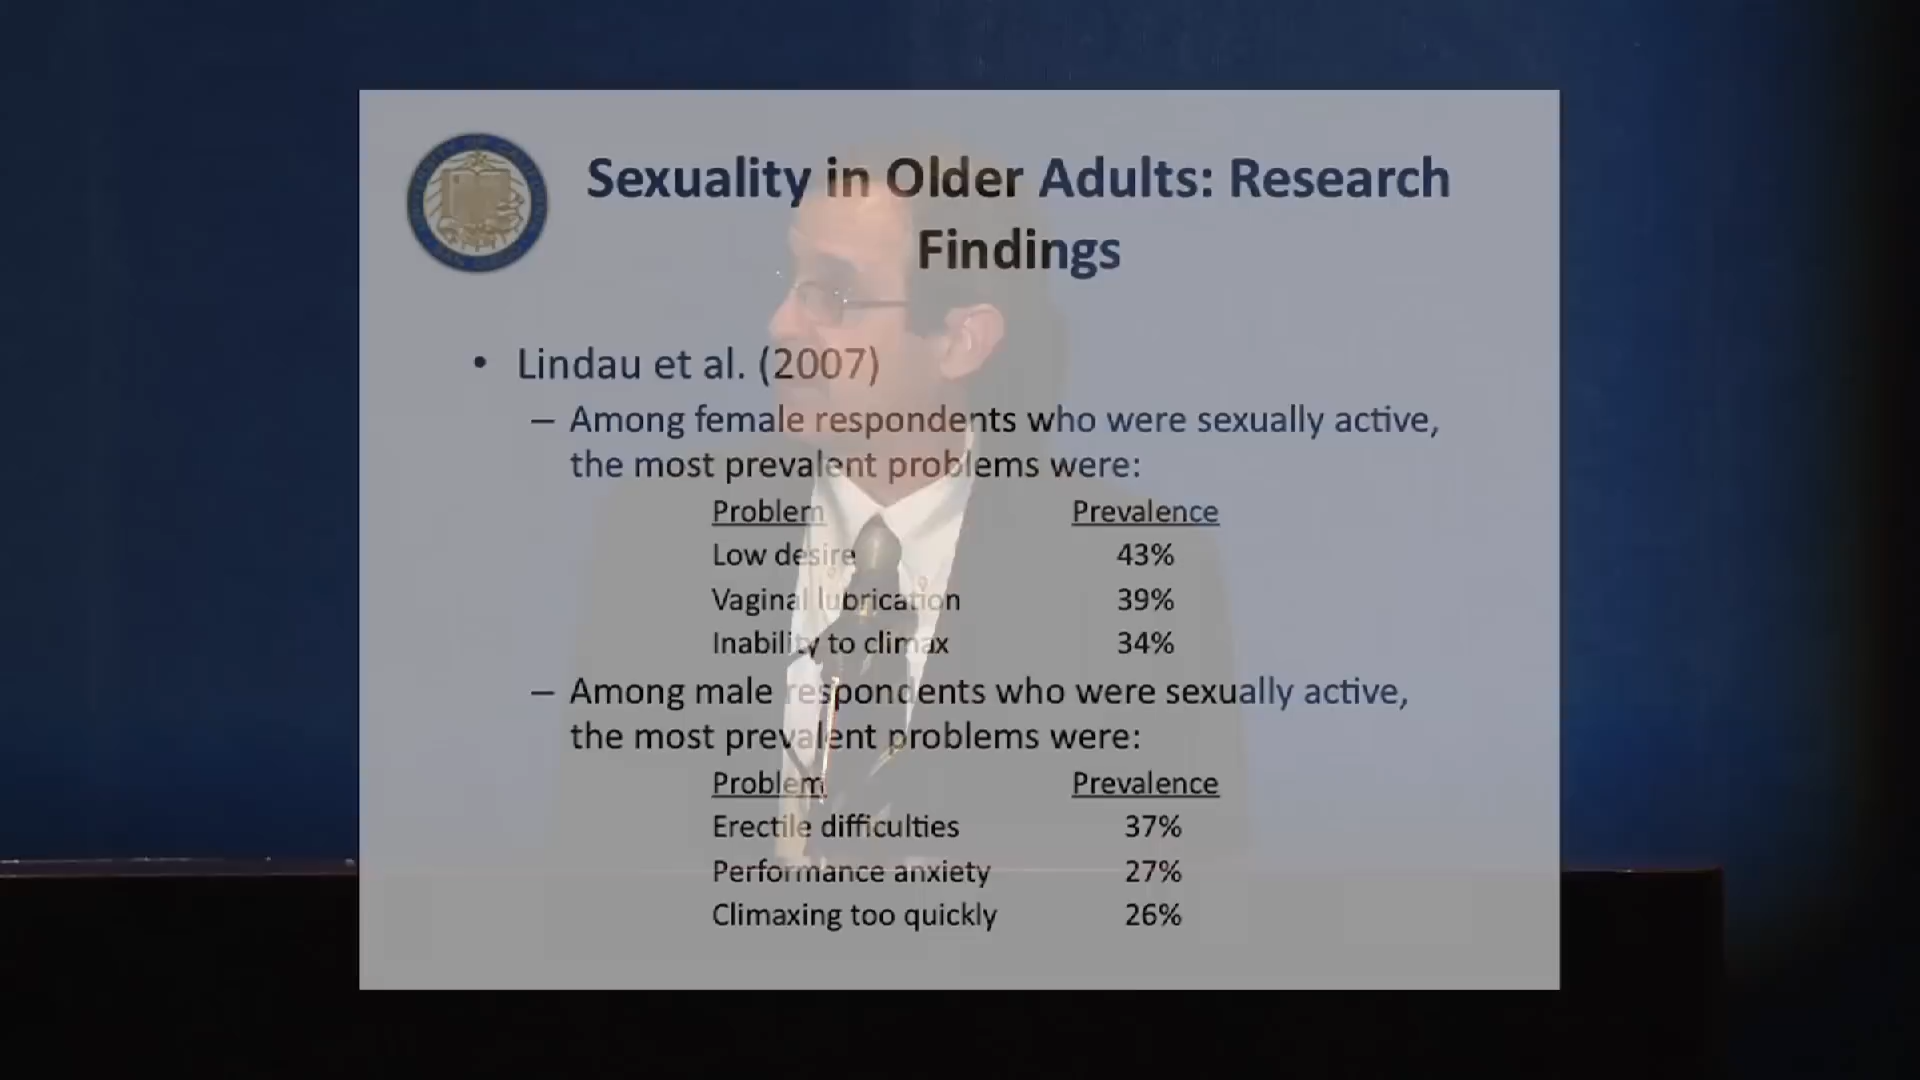 Sexuality in Older Adults: Research
Findings
• Lindau et al. (2007)
– Among female respondents who were sexually active,
the most prevalent problems were:
Problem Prevalence
Low desire 43%
Vaginal lubrication 39%
Inability to climax 34%
– Among male respondents who were sexually active,
the most prevalent problems were:
Problem Prevalence
Erectile difficulties 37%
Performance anxiety 27%
Climaxing too quickly 26%